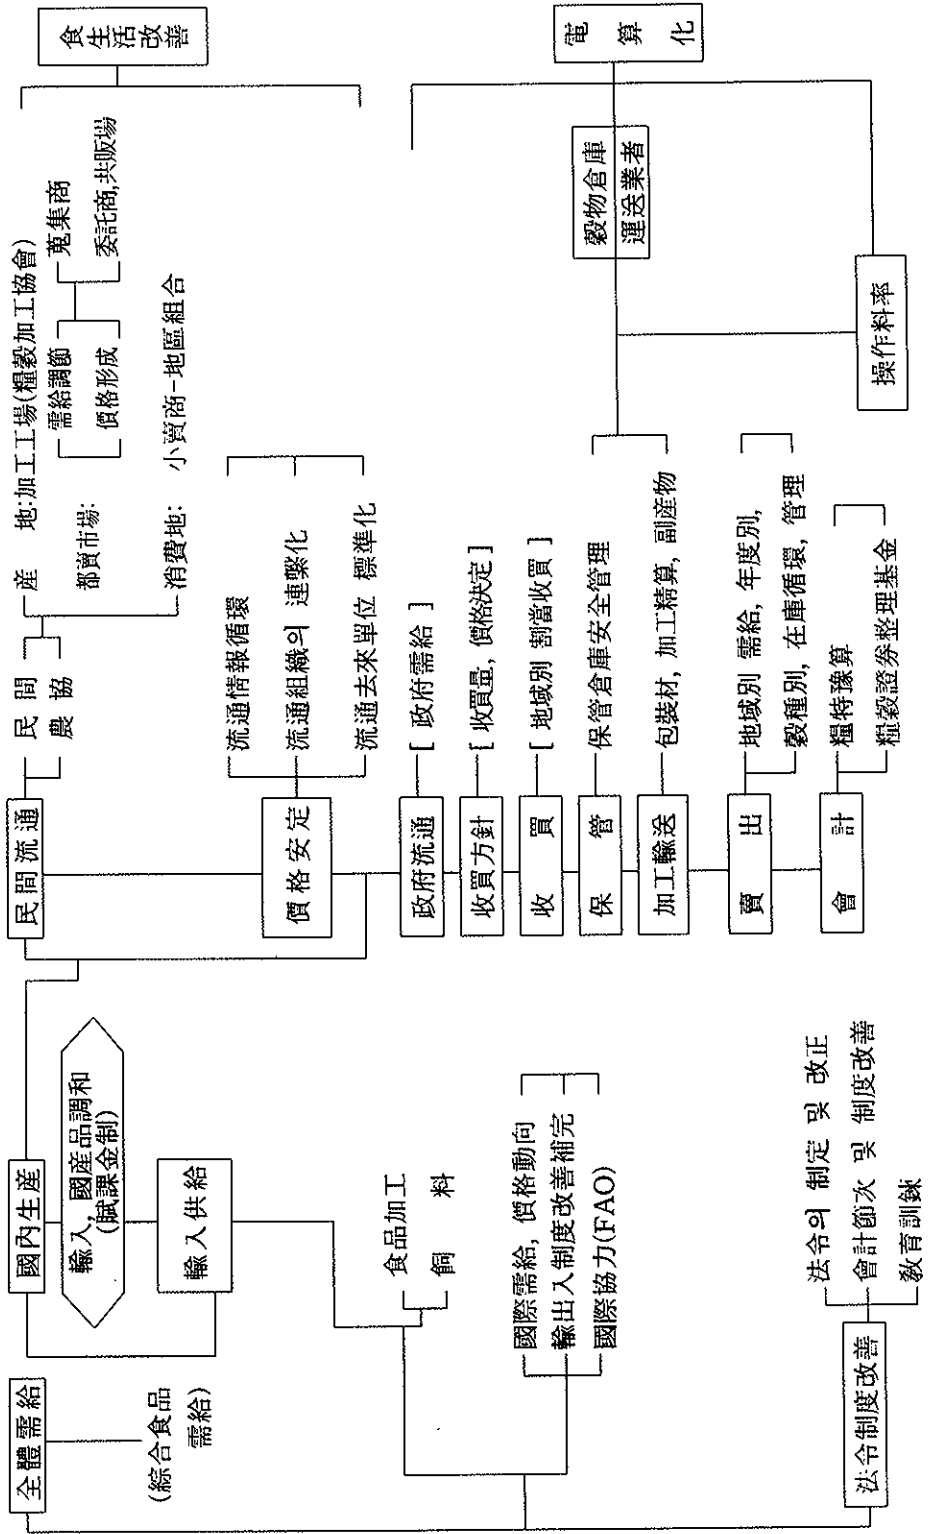 全體需給
(綜合食品
需給)
國內生産
輸入, 國産品調和
(賦課金制)
輸入供給
食品加工
飼 料
國際需給, 價格動向
輸出入制度改善補完
國際協力(FAO)
法令制度改善
法令의 制定 및 改正
會計節次 및 制度改善
敎育訓鍊
民間流通
民 間
農 協
産 地:加工工場(糧穀加工協會)
都賣市場:
需給調節
價格形成
蒐集商
委託商,共販場
消費地: 小賣商-地區組合
食生活改善
價格安定
流通情報循環
流通組織의 連繫化
流通去來單位 標準化
政府流通
[ 政府需給 ]
收買方針
[ 收買量, 價格決定 ]
收 買
[ 地域別 割當收買 ]
保 管
保管倉庫安全管理
加工輸送
包裝材, 加工精算, 副産物
賣 出
地域別 需給, 年度別,
穀種別, 在庫循環, 管理
會 計
糧特豫算
糧穀證券整理基金
穀物倉庫
運送業者
操作料率
電算化